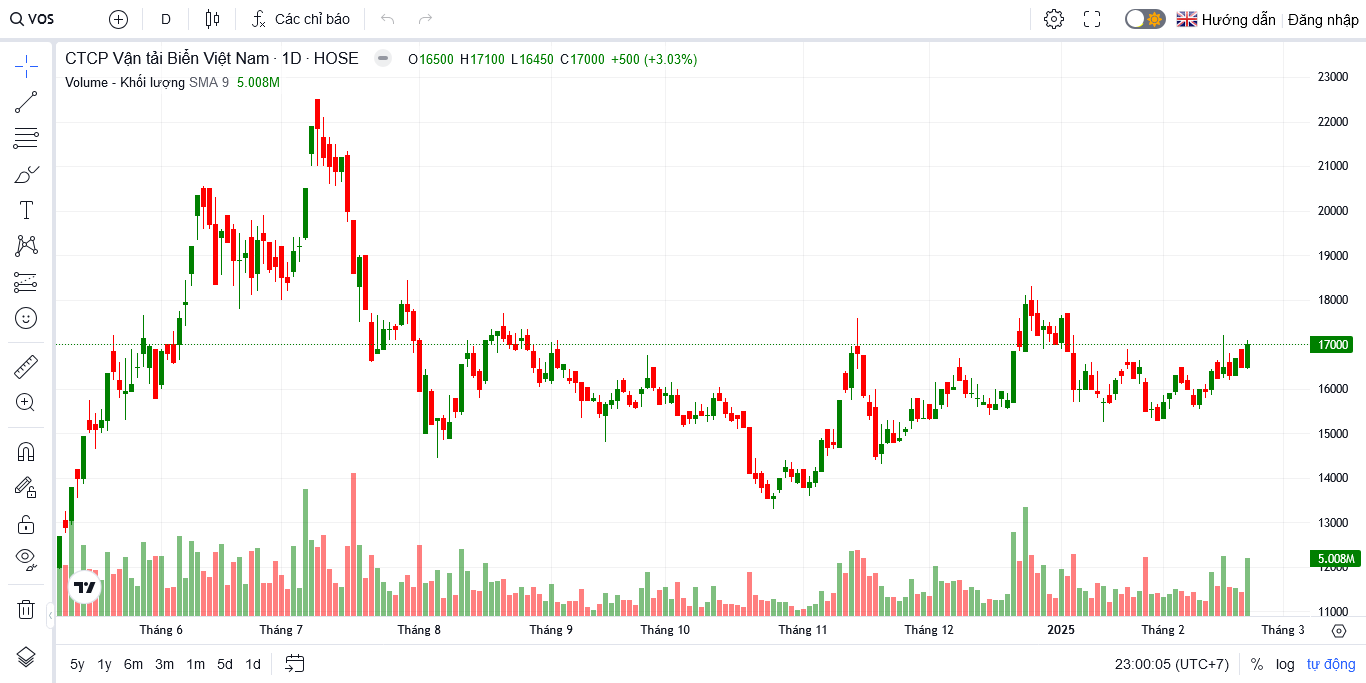 VOS D Các chỉ báo Hướng dẫn Đăng nhập
CTCP Vận tải Biển Việt Nam · 1D · HOSE O16500 H17100 L16450 C17000 +500 (+3.03%)
Volume - Khối lượng SMA 9 5.008M
23000
22000
21000
20000
19000
18000
17000
16000
15000
14000
13000
5.008M
12000
11000
Tháng 6 Tháng 7 Tháng 8 Tháng 9 Tháng 10 Tháng 11 Tháng 12 2025 Tháng 2 Tháng 3
5y 1y 6m 3m 1m 5d 1d 23:00:05 (UTC+7) % log tự động